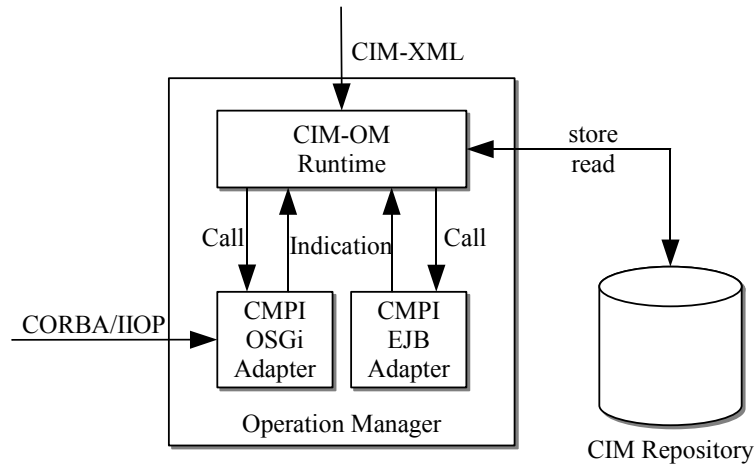 CIM-XML
CIM-OM
Runtime
store
read
Call
Indication
Call
CORBA/IIOP
CMPI
OSGi
Adapter
CMPI
EJB
Adapter
Operation Manager
CIM Repository